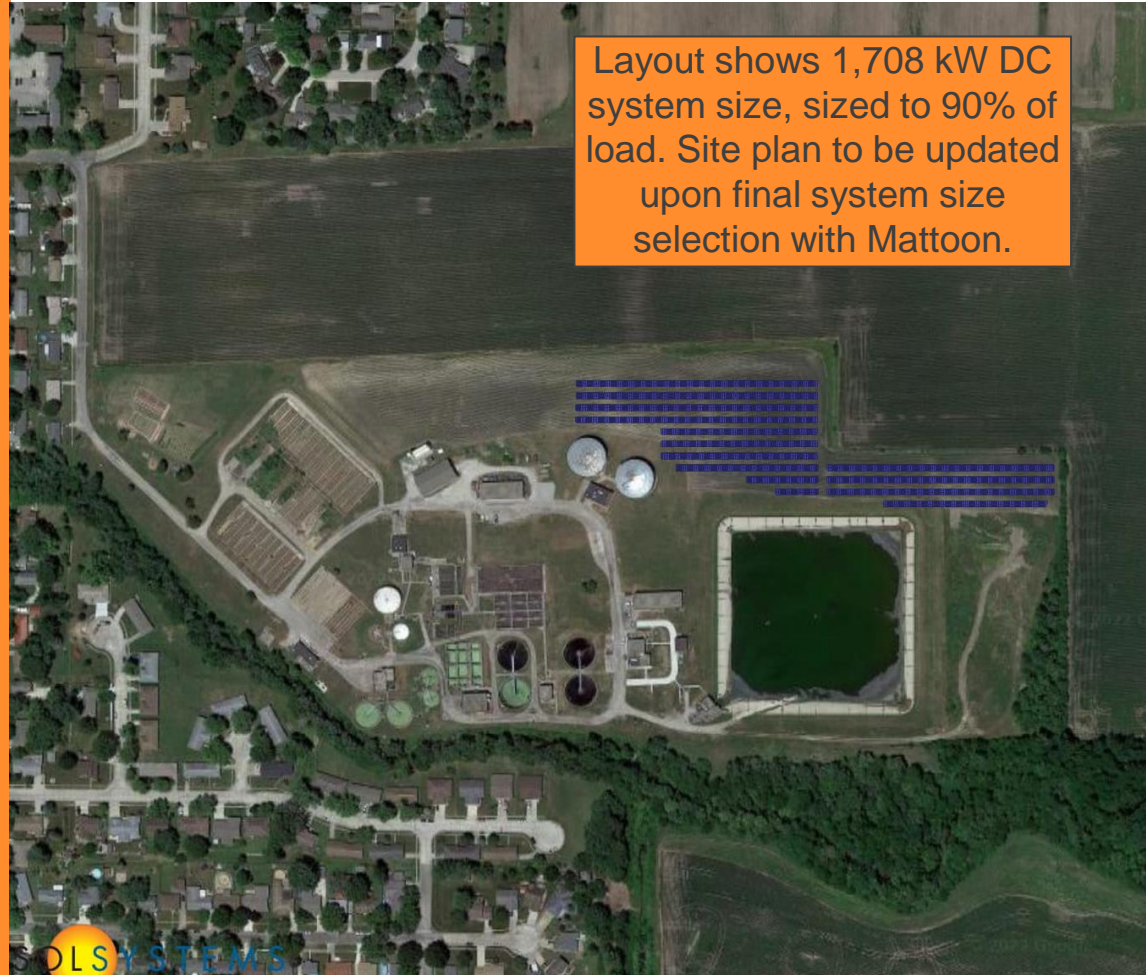 Layout shows 1,708 kW DC
system size, sized to 90% of
load. Site plan to be updated
upon final system size
selection with Mattoon.
SOLSYSTEMS